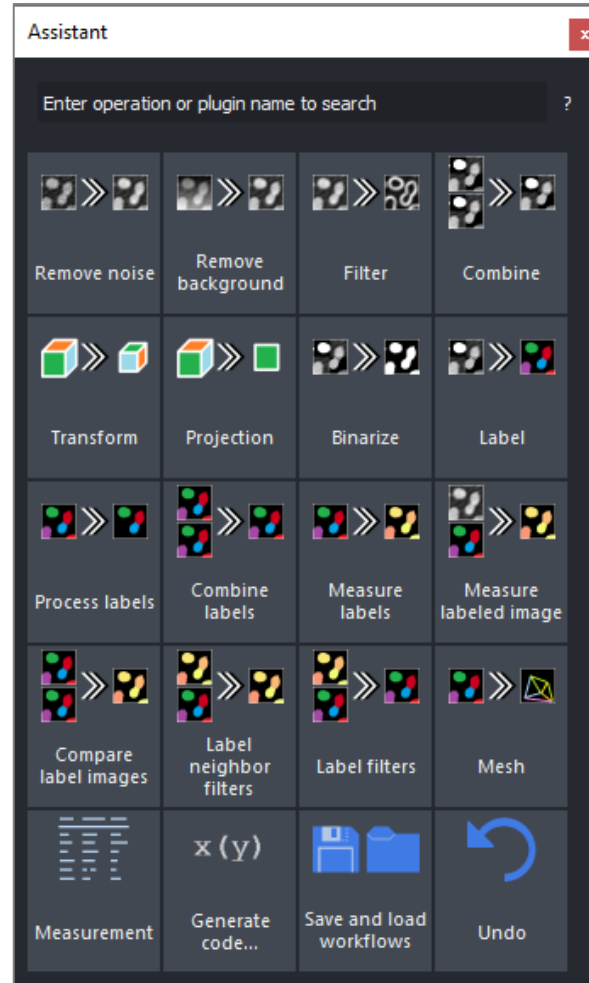 Assistant
x
Enter operation or plugin name to search
?
Remove noise
Remove
background
Filter
Combine
Transform
Projection
Binarize
Label
Process labels
Combine
labels
Measure
labels
Measure
labeled image
Compare
label images
Label
neighbor
filters
Label filters
Mesh
x(y)
Measurement
Generate
code...
Save and load
workflows
Undo